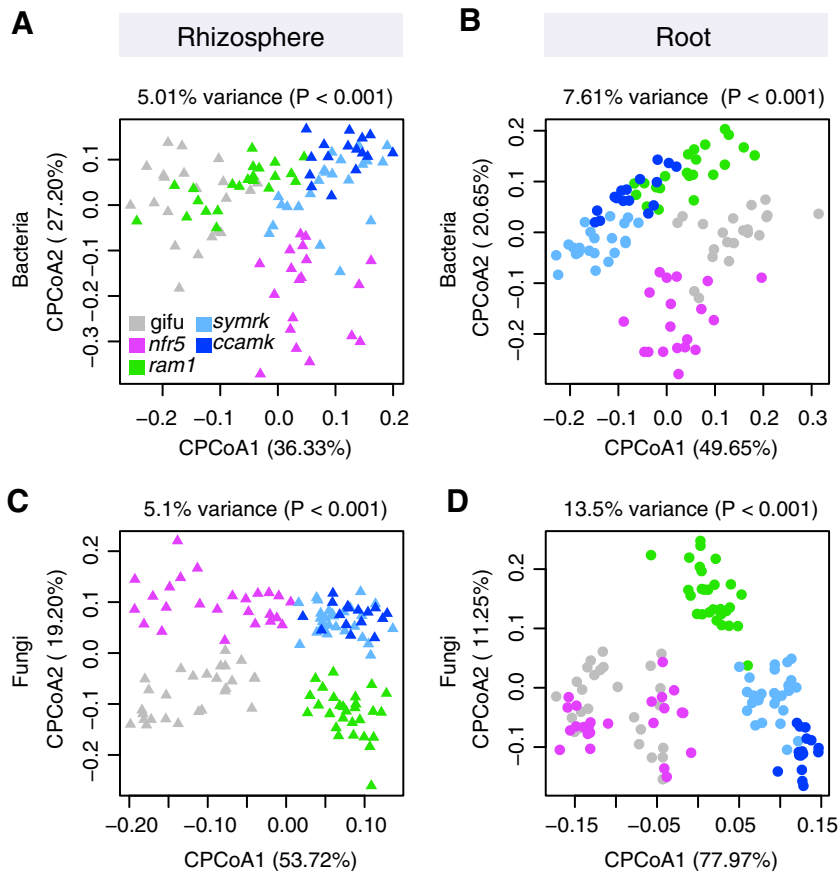 A
Rhizosphere
B
Root
5.01% variance (P < 0.001)
7.61% variance (P < 0.001)
Bacteria
CPCoA2 ( 27.20%)
0.1
0.0
−0.1
−0.2
−0.3
gifu
nfr5
ram1
symrk
ccamk
−0.2 −0.1 0.0 0.1 0.2
CPCoA1 (36.33%)
Bacteria
CPCoA2 ( 20.65%)
0.2
0.1
0.0
−0.1
−0.2
−0.2 −0.1 0.0 0.1 0.2 0.3
CPCoA1 (49.65%)
C
D
5.1% variance (P < 0.001)
13.5% variance (P < 0.001)
Fungi
CPCoA2 ( 19.20%)
0.2
0.1
0.0
−0.1
−0.2
−0.20 −0.10 0.00 0.10
CPCoA1 (53.72%)
Fungi
CPCoA2 ( 11.25%)
0.2
0.1
0.0
−0.1
−0.15 −0.05 0.05 0.15
CPCoA1 (77.97%)